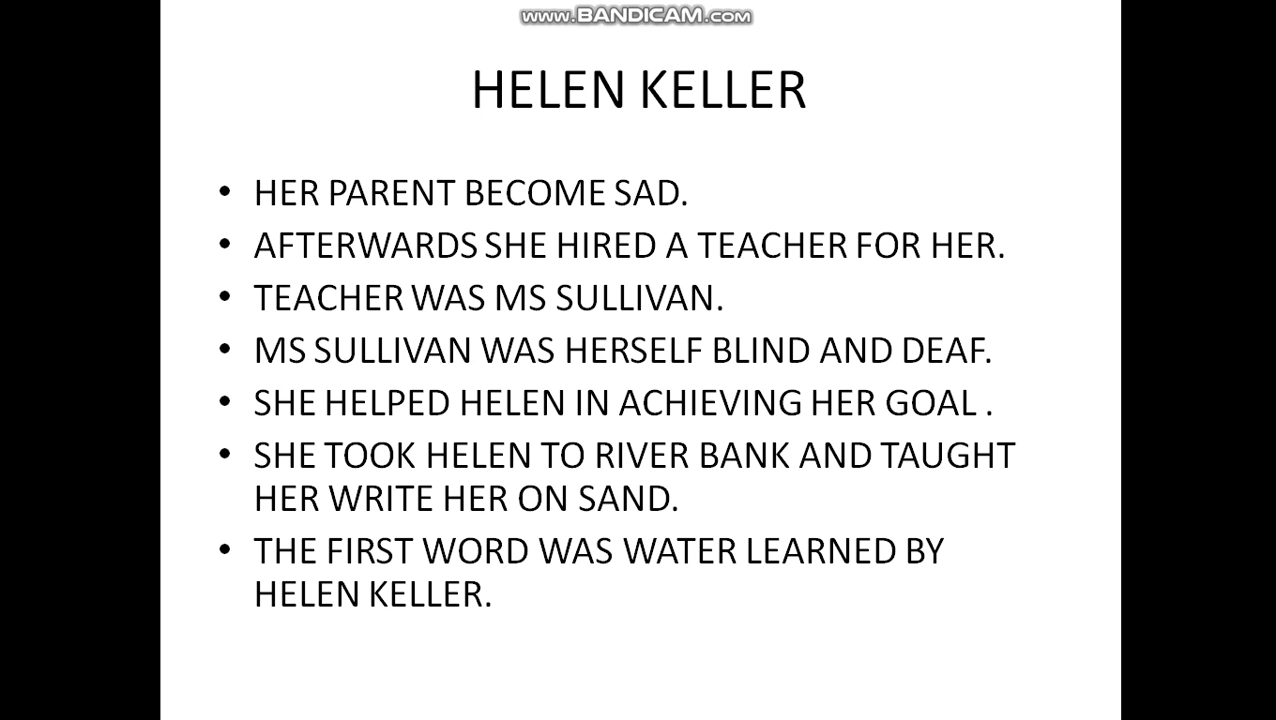 www.BANDICAM.com
HELEN KELLER
• HER PARENT BECOME SAD.
• AFTERWARDS SHE HIRED A TEACHER FOR HER.
• TEACHER WAS MS SULLIVAN.
• MS SULLIVAN WAS HERSELF BLIND AND DEAF.
• SHE HELPED HELEN IN ACHIEVING HER GOAL .
• SHE TOOK HELEN TO RIVER BANK AND TAUGHT
HER WRITE HER ON SAND.
• THE FIRST WORD WAS WATER LEARNED BY
HELEN KELLER.